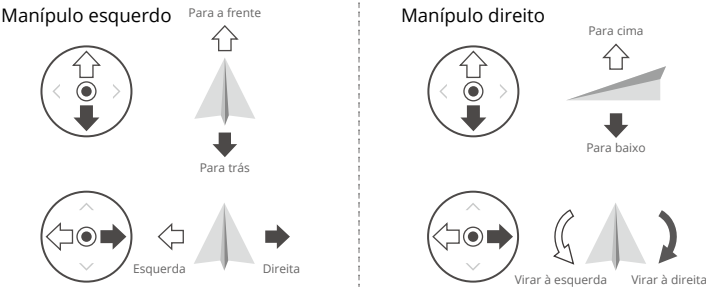 Manípulo esquerdo
Para a frente
Para trás
Esquerda
Direita
Manípulo direito
Para cima
Para baixo
Virar à esquerda
Virar à direita